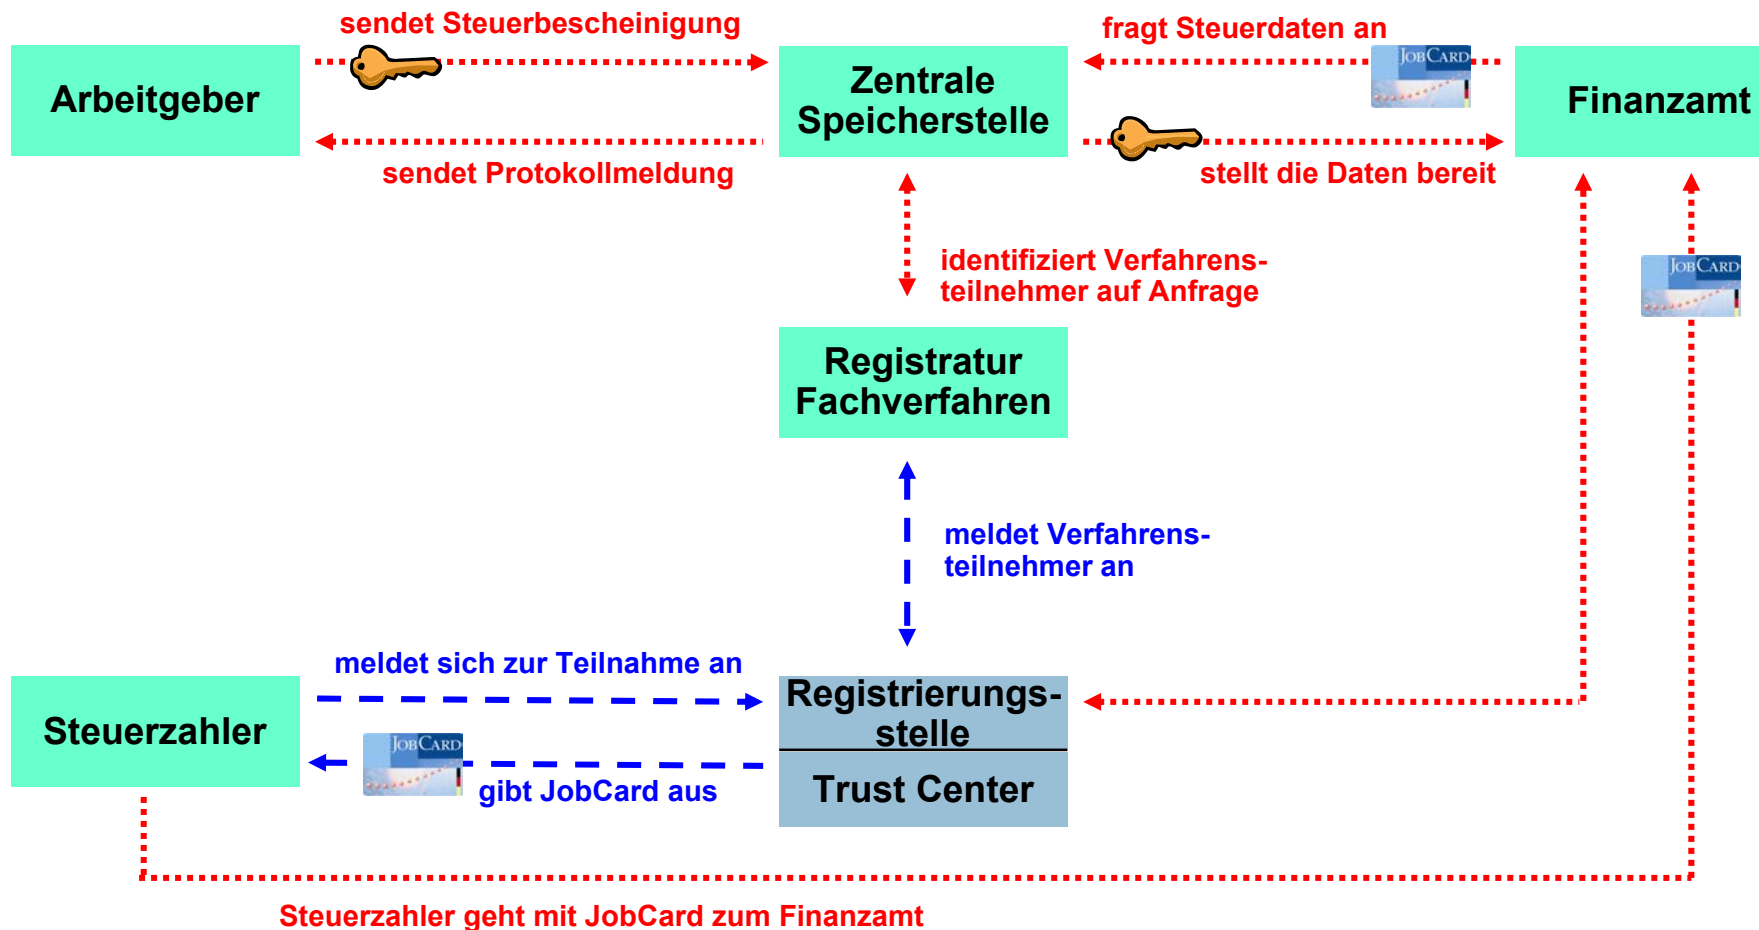 sendet Steuerbescheinigung
fragt Steuerdaten an
JOBCARD
Arbeitgeber
Zentrale
Speicherstelle
Finanzamt
sendet Protokollmeldung
stellt die Daten bereit
identifiziert Verfahrens-
teilnehmer auf Anfrage
JOBCARD
Registratur
Fachverfahren
meldet Verfahrens-
teilnehmer an
meldet sich zur Teilnahme an
Steuerzahler
Registrierungs-
stelle
JOBCARD
gibt JobCard aus
Trust Center
Steuerzahler geht mit JobCard zum Finanzamt